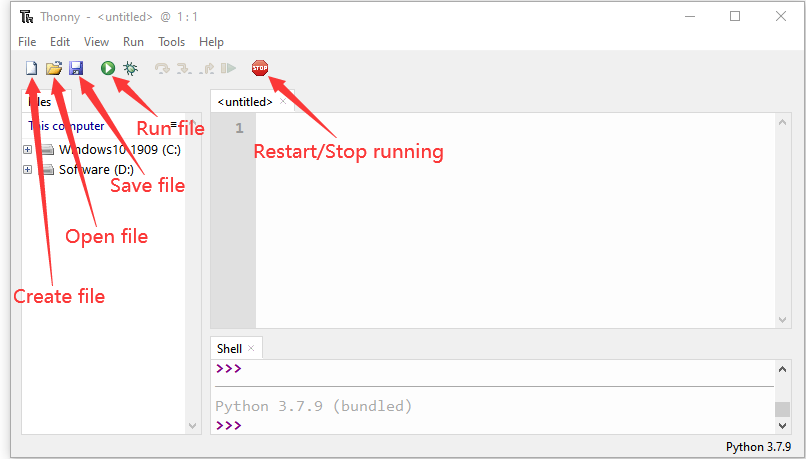 Thonny - <untitled> @ 1 : 1
File Edit View Run Tools Help
STOP
Files
<untitled>
This computer
1
Run file
Windows10 1909 (C:)
Restart/Stop running
Software (D:)
Save file
Open file
Create file
Shell
>>>
Python 3.7.9 (bundled)
>>>
Python 3.7.9